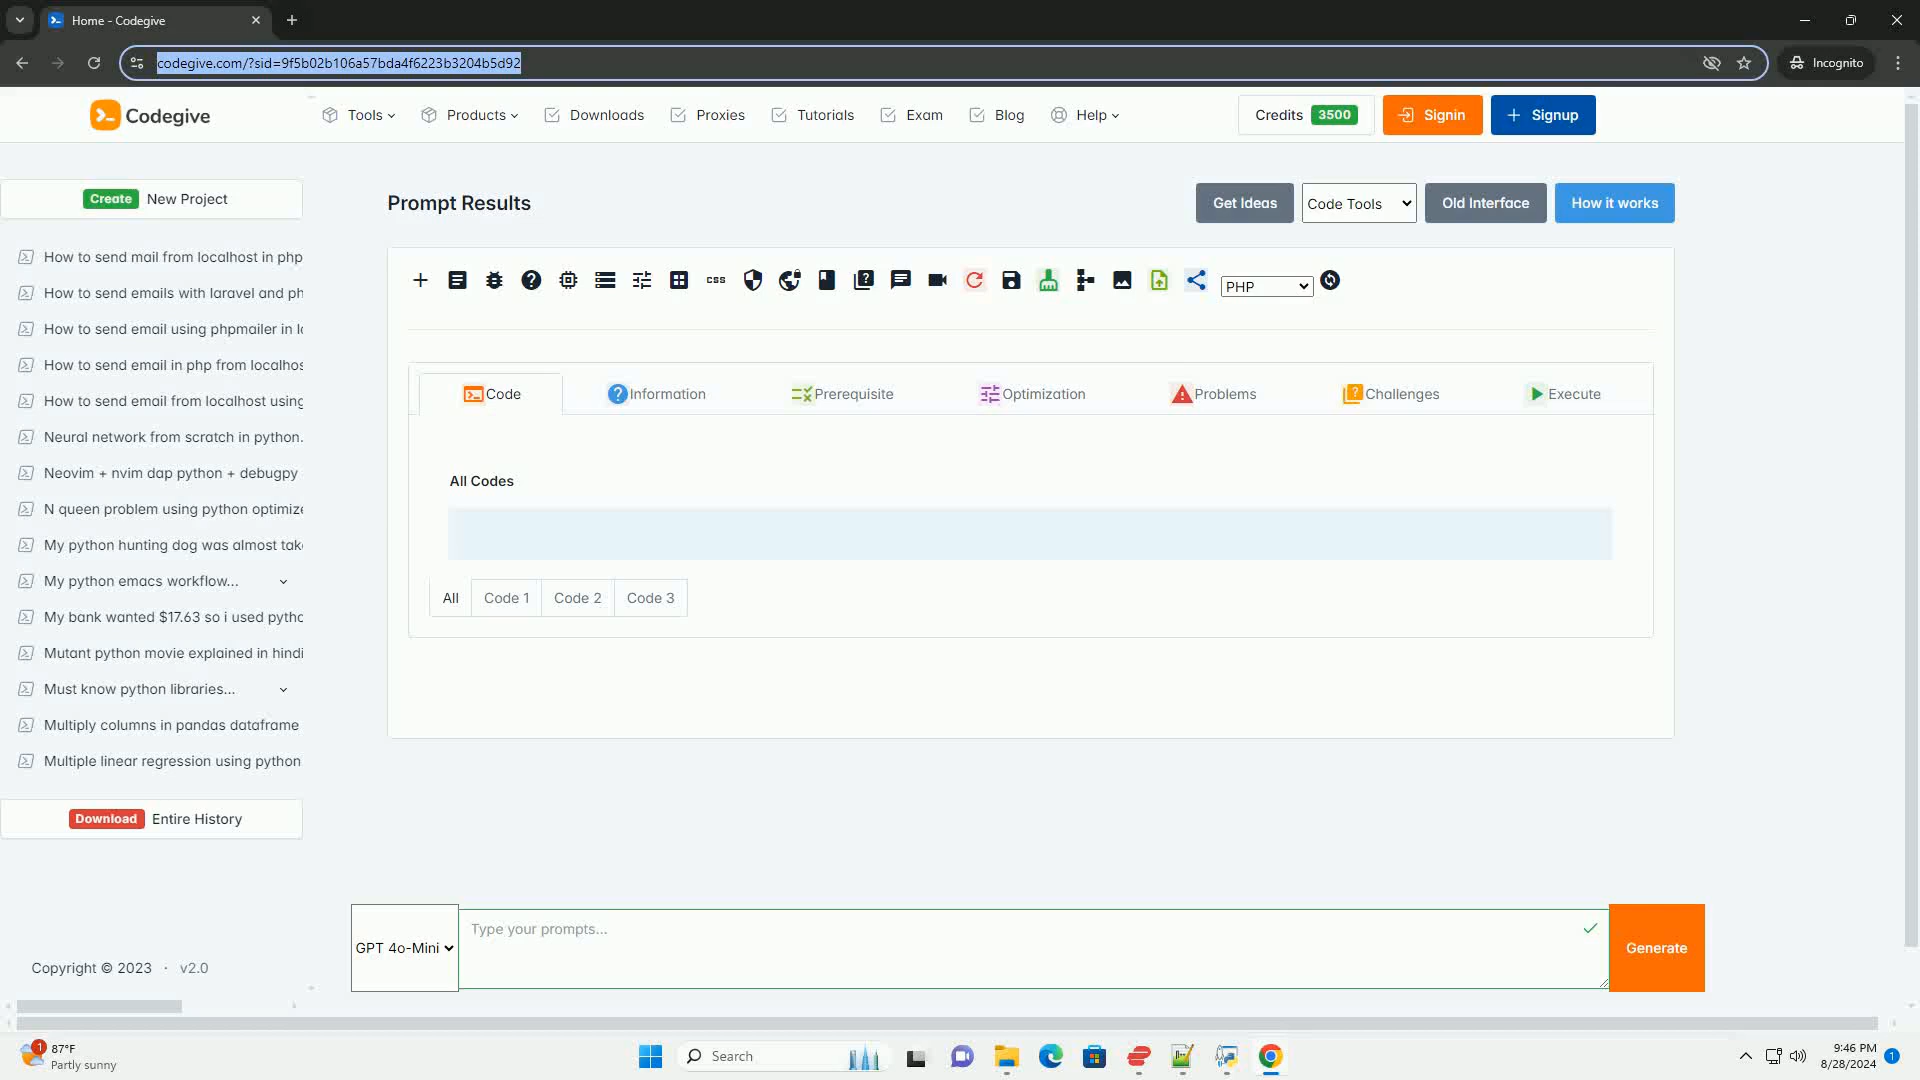 Home - Codegive
codegive.com/?sid=9f5b02b106a57bda4f6223b3204b5d92
Incognito
Codegive
Tools
Products
Downloads
Proxies
Tutorials
Exam
Blog
Help
Credits 3500
Signin
Signup
Create New Project
How to send mail from localhost in php
How to send emails with laravel and ph
How to send email using phpmailer in lo
How to send email in php from localhos
How to send email from localhost using
Neural network from scratch in python.
Neovim + nvim dap python + debugpy
N queen problem using python optimize
My python hunting dog was almost take
My python emacs workflow...
My bank wanted $17.63 so i used pytho
Mutant python movie explained in hindi
Must know python libraries...
Multiply columns in pandas dataframe
Multiple linear regression using python
Download Entire History
Copyright © 2023 · v2.0
Prompt Results
Get Ideas
Code Tools
Old Interface
How it works
css
PHP
Code
Information
Prerequisite
Optimization
Problems
Challenges
Execute
All Codes
All
Code 1
Code 2
Code 3
GPT 4o-Mini
Type your prompts...
Generate
1
87°F
Partly sunny
Search
9:46 PM
8/28/2024
1